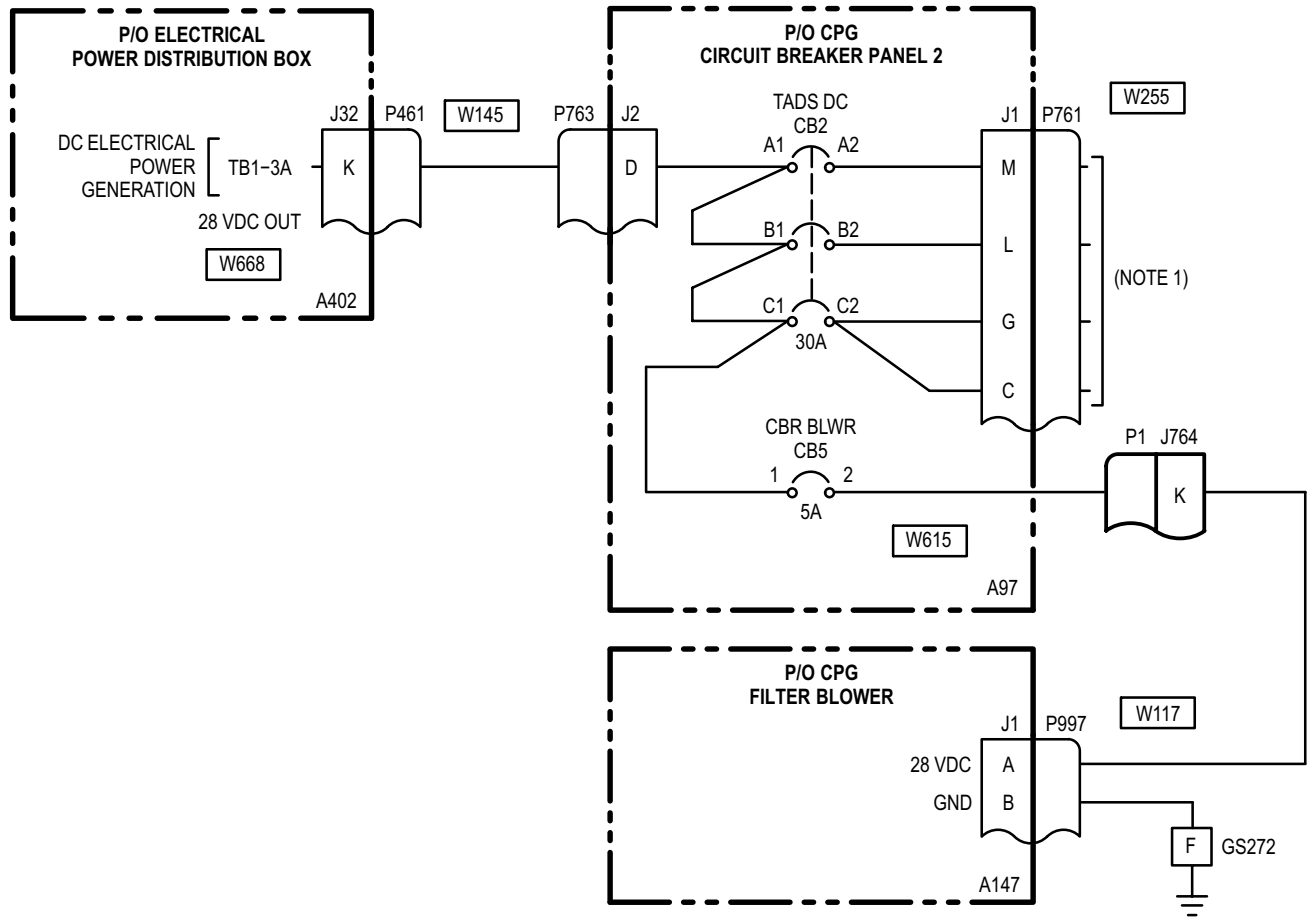 P/O ELECTRICAL
POWER DISTRIBUTION BOX
J32 P461
W145
DC ELECTRICAL
POWER
GENERATION
TB1−3A
K
28 VDC OUT
W668
A402
P/O CPG
CIRCUIT BREAKER PANEL 2
P763 J2
D
TADS DC
CB2
A1 A2
B1 B2
C1 C2
30A
J1 P761
W255
M
L
G
C
(NOTE 1)
CBR BLWR
CB5
1 2
5A
P1 J764
K
W615
A97
P/O CPG
FILTER BLOWER
J1 P997
W117
28 VDC A
GND B
F GS272
A147